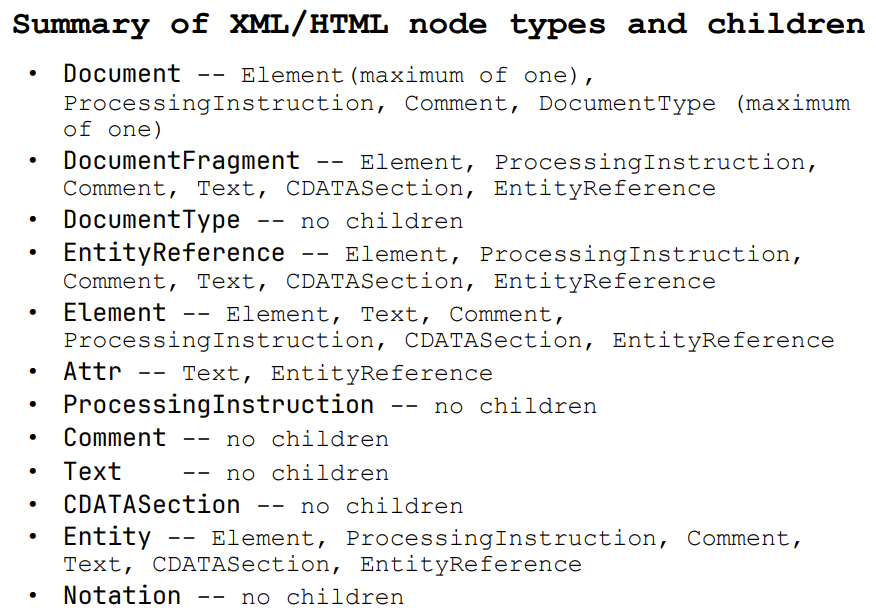 Summary of XML/HTML node types and children
• Document -- Element(maximum of one),
ProcessingInstruction, Comment, DocumentType (maximum
of one)
• DocumentFragment -- Element, ProcessingInstruction,
Comment, Text, CDATASection, EntityReference
• DocumentType -- no children
• EntityReference -- Element, ProcessingInstruction,
Comment, Text, CDATASection, EntityReference
• Element -- Element, Text, Comment,
ProcessingInstruction, CDATASection, EntityReference
• Attr -- Text, EntityReference
• ProcessingInstruction -- no children
• Comment -- no children
• Text -- no children
• CDATASection -- no children
• Entity -- Element, ProcessingInstruction, Comment,
Text, CDATASection, EntityReference
• Notation -- no children